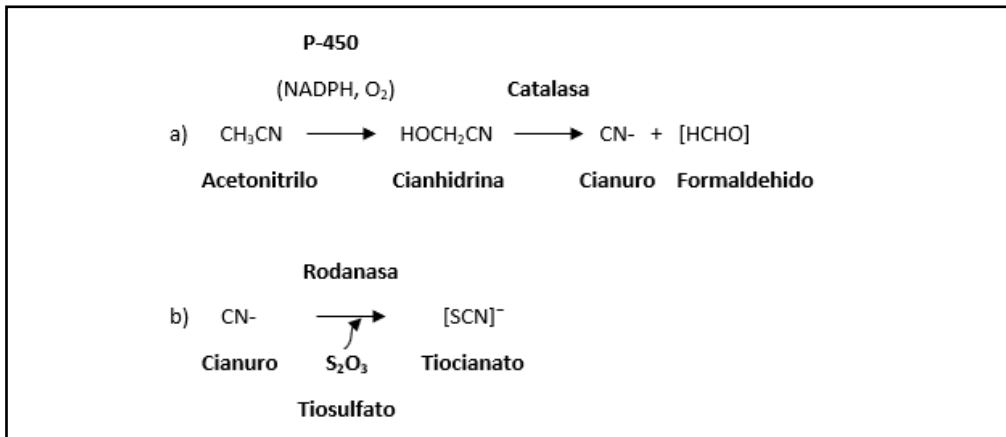 P-450
(NADPH, O₂) Catalasa
a) CH₃CN ⟶ HOCH₂CN ⟶ CN- + [HCHO]
Acetonitrilo Cianhidrina Cianuro Formaldehido
Rodanasa
b) CN- ⟶ [SCN]⁻
Cianuro S₂O₃ Tiocianato
Tiosulfato